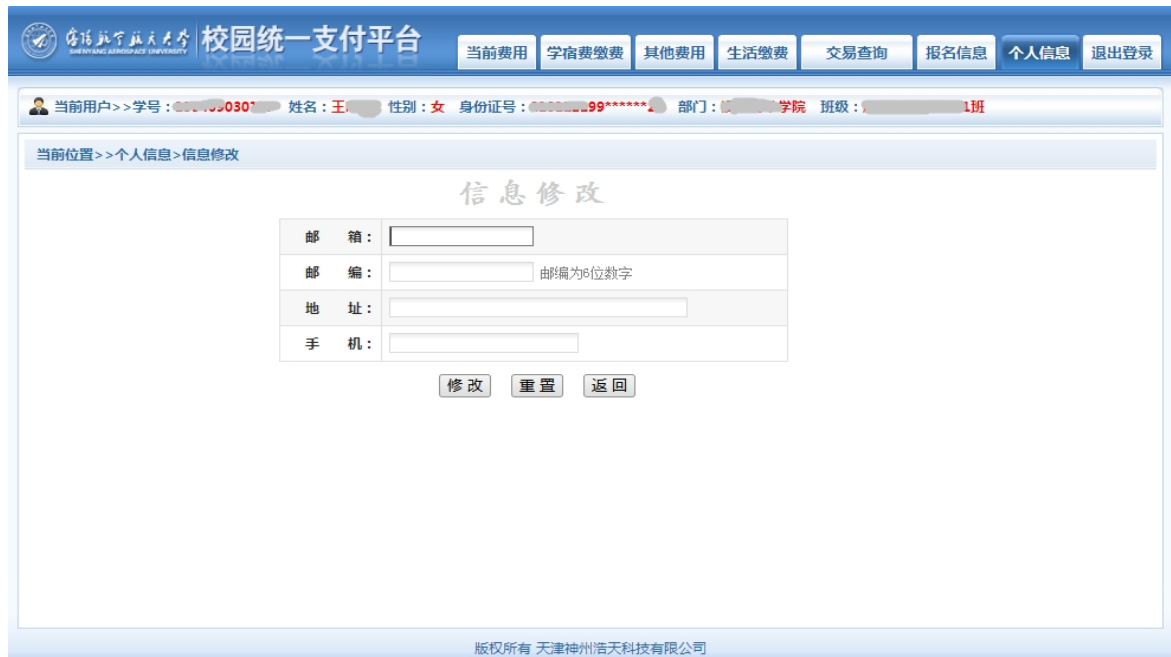 沈阳航空航天大学 校园统一支付平台
SHENYANG AEROSPACE UNIVERSITY
当前费用 学宿费缴费 其他费用 生活缴费 交易查询 报名信息 个人信息 退出登录
当前用户>>学号: 姓名:王 性别:女 身份证号: 99****** 部门: 学院 班级: 1班
当前位置>>个人信息>信息修改
信息修改
邮 箱:
邮 编: 邮编为6位数字
地 址:
手 机:
修 改 重 置 返 回
版权所有 天津神州浩天科技有限公司